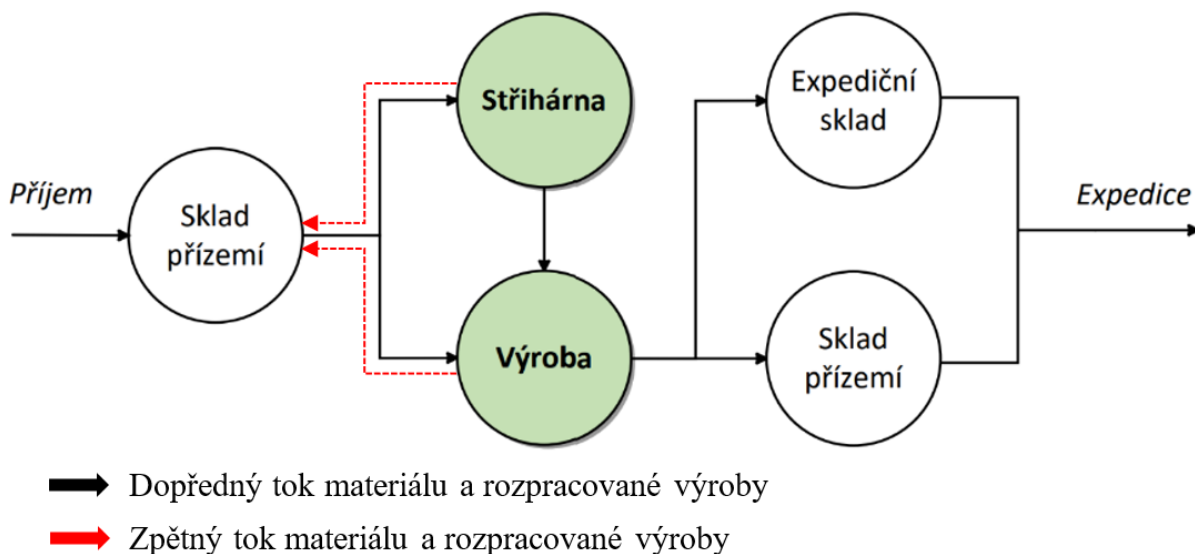 Příjem
Sklad
přízemí
Střihárna
Výroba
Expediční
sklad
Sklad
přízemí
Expedice
Dopředný tok materiálu a rozpracované výroby
Zpětný tok materiálu a rozpracované výroby